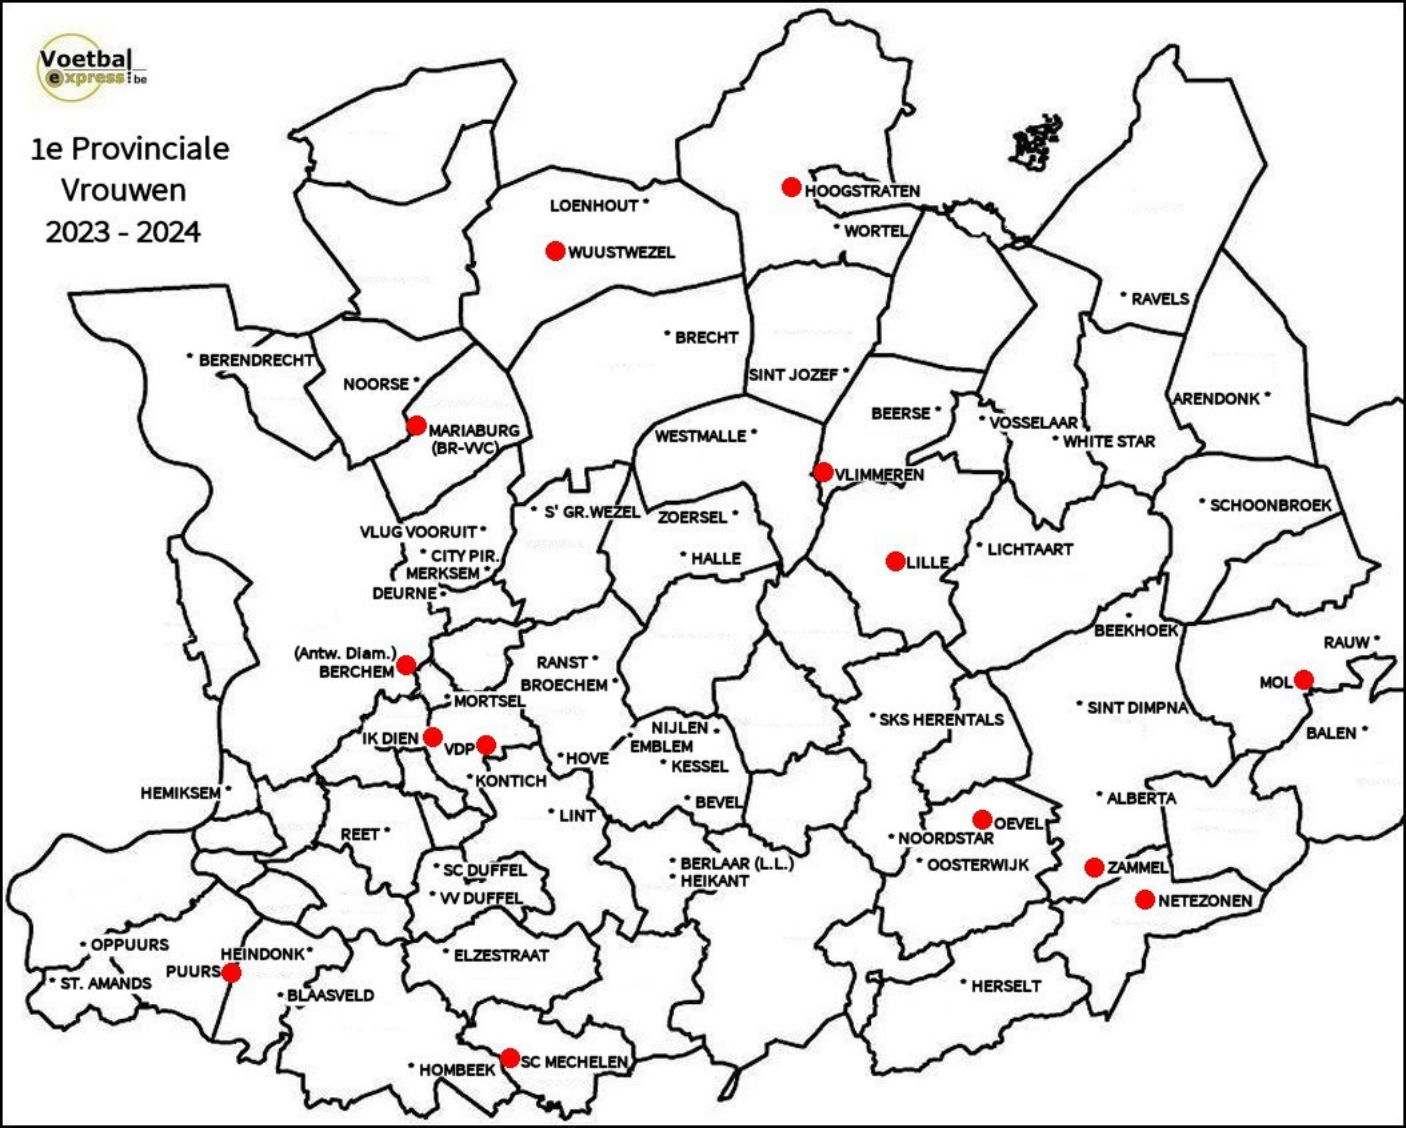 Voetbal
express.be
1e Provinciale
Vrouwen
2023 - 2024
HOOGSTRATEN
LOENHOUT *
* WORTEL
WUUSTWEZEL
* RAVELS
* BRECHT
* BERENDRECHT
SINT JOZEF *
NOORSE *
ARENDONK *
BEERSE *
* VOSSELAAR
MARIABURG
(BR-VVC)
WESTMALLE *
* WHITE STAR
VLIMMEREN
* SCHOONBROEK
* S' GR.WEZEL
ZOERSEL *
VLUG VOORUIT *
* LICHTAART
* CITY PIR.
* HALLE
LILLE
MERKSEM *
DEURNE *
BEEKHOEK
*
RAUW *
(Antw. Diam.)
BERCHEM
RANST *
BROECHEM *
MOL
* MORTSEL
* SINT DIMPNA
* SKS HERENTALS
NIJLEN *
BALEN *
IK DIEN
VDP
* EMBLEM
* HOVE
* KESSEL
* KONTICH
HEMIKSEM *
* ALBERTA
* BEVEL
* LINT
OEVEL
REET *
* NOORDSTAR
* BERLAAR (L.L.)
* OOSTERWIJK
ZAMMEL
* SC DUFFEL
* HEIKANT
* VV DUFFEL
NETEZONEN
* OPPUURS
HEINDONK *
* ELZESTRAAT
PUURS
* ST. AMANDS
* HERSELT
* BLAASVELD
SC MECHELEN
* HOMBEEK